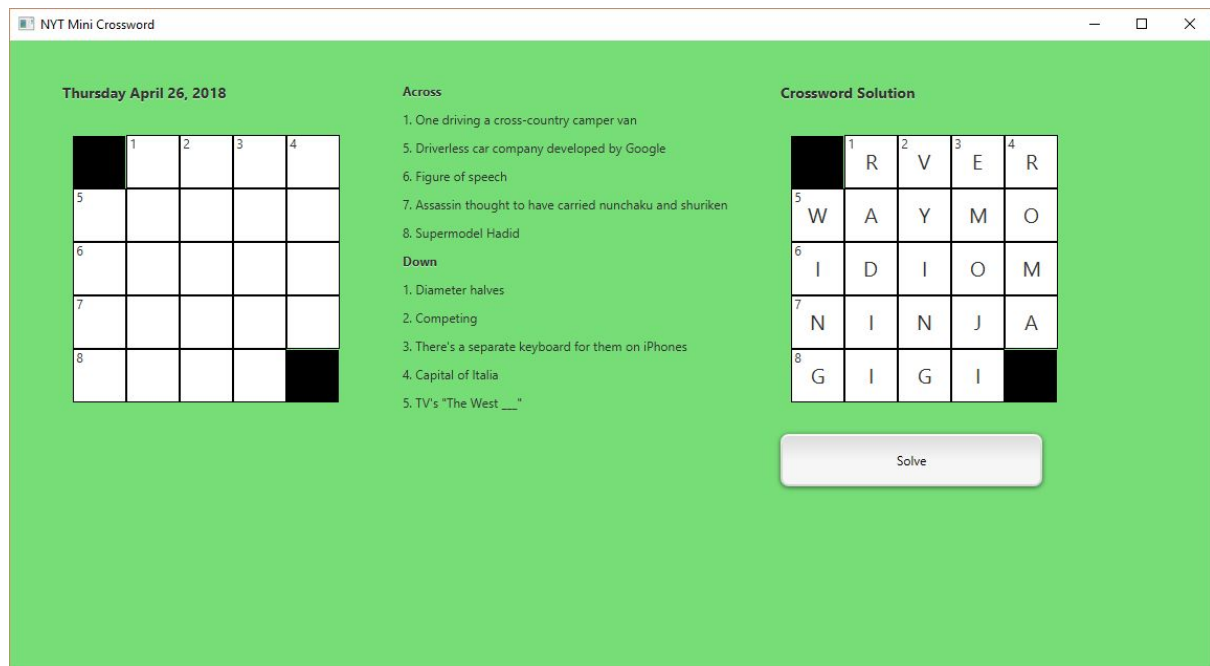 NYT Mini Crossword
Thursday April 26, 2018
1 2 3 4
5
6
7
8
Across
1. One driving a cross-country camper van
5. Driverless car company developed by Google
6. Figure of speech
7. Assassin thought to have carried nunchaku and shuriken
8. Supermodel Hadid
Down
1. Diameter halves
2. Competing
3. There's a separate keyboard for them on iPhones
4. Capital of Italia
5. TV's "The West ___"
Crossword Solution
1 R 2 V 3 E 4 R
5 W A Y M O
6 I D I O M
7 N I N J A
8 G I G I
Solve